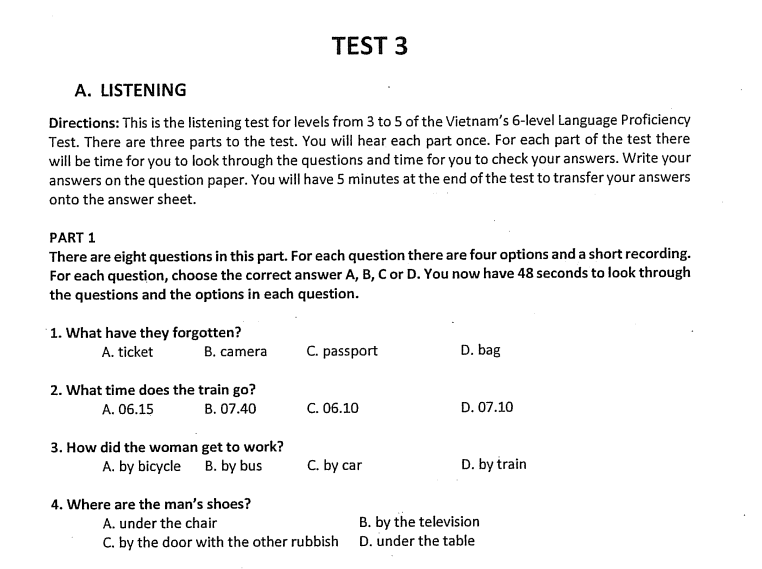 TEST 3
A. LISTENING
Directions: This is the listening test for levels from 3 to 5 of the Vietnam's 6-level Language Proficiency
Test. There are three parts to the test. You will hear each part once. For each part of the test there
will be time for you to look through the questions and time for you to check your answers. Write your
answers on the question paper. You will have 5 minutes at the end of the test to transfer your answers
onto the answer sheet.
PART 1
There are eight questions in this part. For each question there are four options and a short recording.
For each question, choose the correct answer A, B, C or D. You now have 48 seconds to look through
the questions and the options in each question.
1. What have they forgotten?
A. ticket B. camera C. passport D. bag
2. What time does the train go?
A. 06.15 B. 07.40 C. 06.10 D. 07.10
3. How did the woman get to work?
A. by bicycle B. by bus C. by car D. by train
4. Where are the man's shoes?
A. under the chair B. by the television
C. by the door with the other rubbish D. under the table